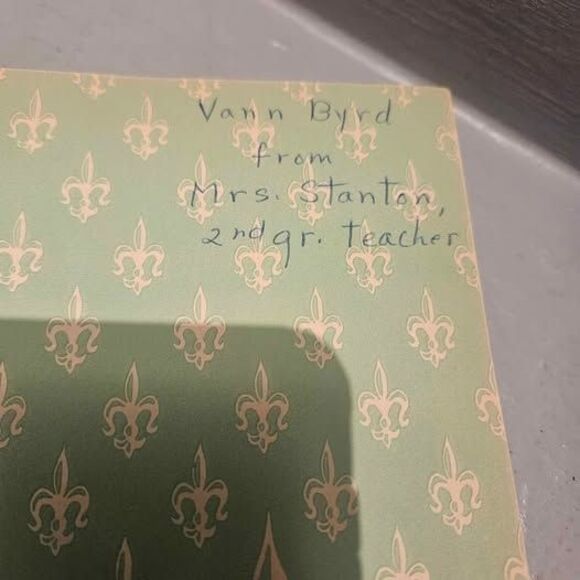 Vann Byrd
from
Mrs. Stanton,
2nd gr. teacher